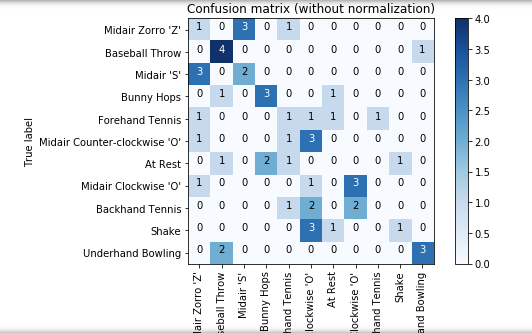 Confusion matrix (without normalization)
True label
Midair Zorro 'Z' 1 0 3 0 1 0 0 0 0 0 0
Baseball Throw 0 4 0 0 0 0 0 0 0 0 1
Midair 'S' 3 0 2 0 0 0 0 0 0 0 0
Bunny Hops 0 1 0 3 0 0 1 0 0 0 0
Forehand Tennis 1 0 0 0 1 1 1 0 1 0 0
Midair Counter-clockwise 'O' 1 0 0 0 1 3 0 0 0 0 0
At Rest 0 1 0 2 1 0 0 0 0 1 0
Midair Clockwise 'O' 1 0 0 0 0 1 0 3 0 0 0
Backhand Tennis 0 0 0 0 1 2 0 2 0 0 0
Shake 0 0 0 0 0 3 1 0 0 1 0
Underhand Bowling 0 2 0 0 0 0 0 0 0 0 3
Zorro 'Z'
Throw
Midair 'S'
Bunny Hops
Tennis
'O'
At Rest
'O'
Tennis
Shake
Bowling
4.0
3.5
3.0
2.5
2.0
1.5
1.0
0.5
0.0